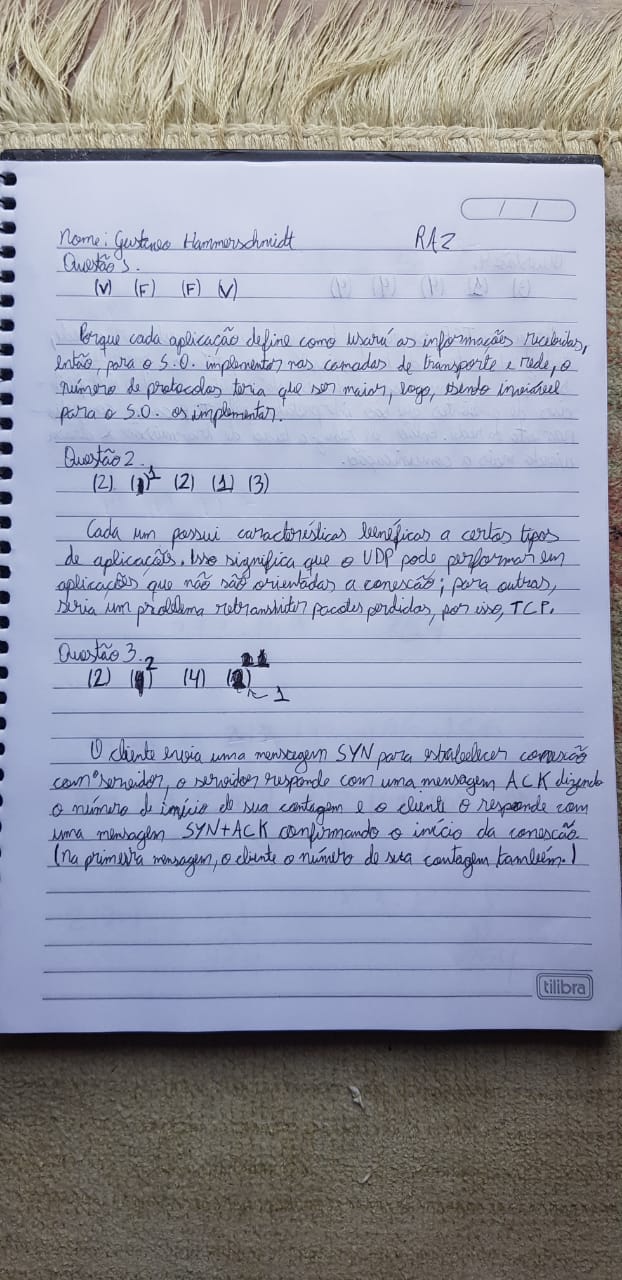 Nome: Gustavo Hammerschmidt RA2
Questão 1.
(V) (F) (F) (V)
Porque cada aplicação define como usará as informações recebidas,
então, para o S.O. implementar nas camadas de transporte e rede, o
número de protocolos teria que ser maior, logo, sendo inviável
para o S.O. os implementar.
Questão 2.
(2) ( ) 1 (2) (1) (3)
Cada um possui características benéficas a certos tipos
de aplicação. Isso significa que o UDP pode performar em
aplicações que não são orientadas a conescão; para outras,
seria um problema retransmitir pacotes perdidos, por isso, TCP.
Questão 3.
(2) ( ) 2 (4) ( ) 1
O cliente envia uma mensagem SYN para estabelecer conescão
com o servidor, o servidor responde com uma mensagem ACK dizendo
o número d início de sua contagem e o cliente o responde com
uma mensagem SYN+ACK confirmando o início da conescão.
(Na primeira mensagem, o cliente o número de sua contagem também.)
tilibra